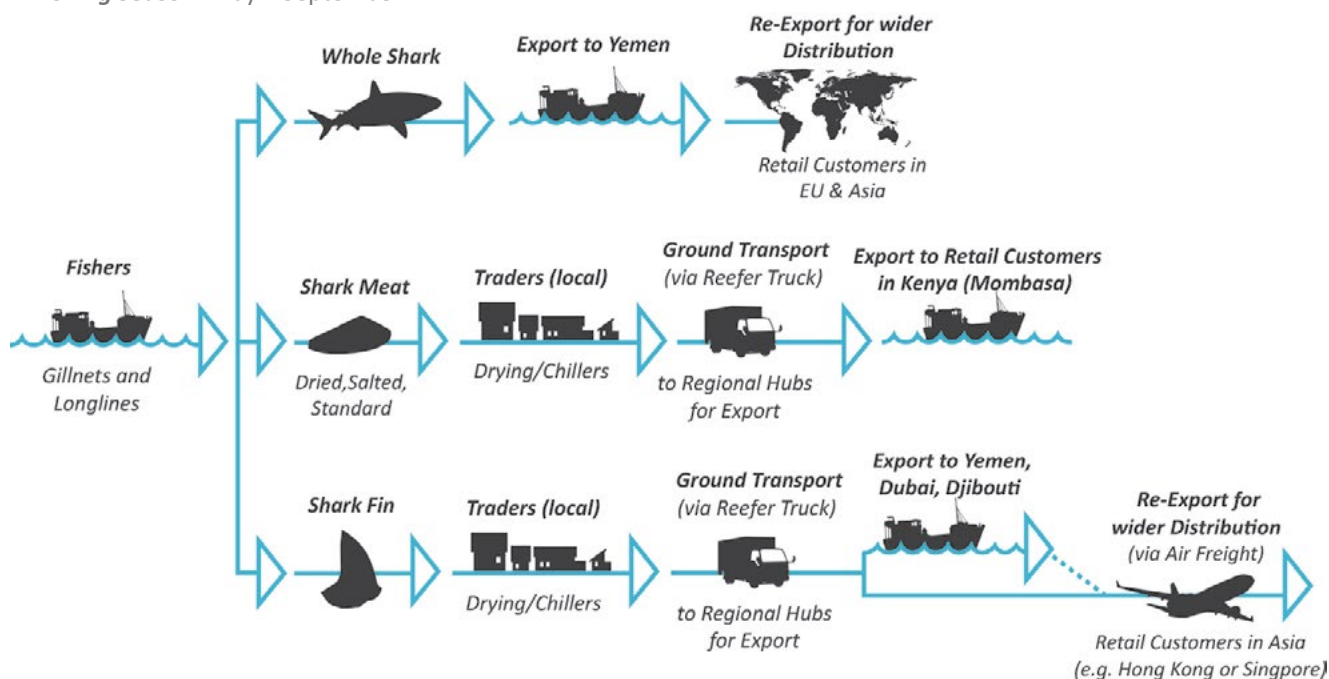 Re-Export for wider
Distribution
Whole Shark
Export to Yemen
Retail Customers in
EU & Asia
Fishers
Gillnets and
Longlines
Shark Meat
Dried,Salted,
Standard
Traders (local)
Drying/Chillers
Ground Transport
(via Reefer Truck)
to Regional Hubs
for Export
Export to Retail Customers
in Kenya (Mombasa)
Shark Fin
Traders (local)
Drying/Chillers
Ground Transport
(via Reefer Truck)
to Regional Hubs
for Export
Export to Yemen,
Dubai, Djibouti
Re-Export for
wider Distribution
(via Air Freight)
Retail Customers in Asia
(e.g. Hong Kong or Singpore)